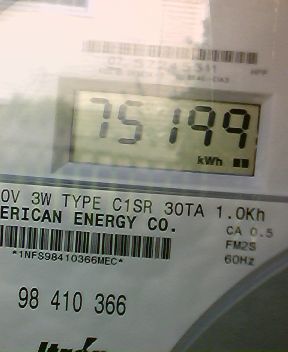 75199
kWh
0V 3W TYPE C1SR 30TA 1.0Kh
ERICAN ENERGY CO.
CA 0.5
FM2S
*1NFS98410366MEC*
60Hz
98 410 366
Itron